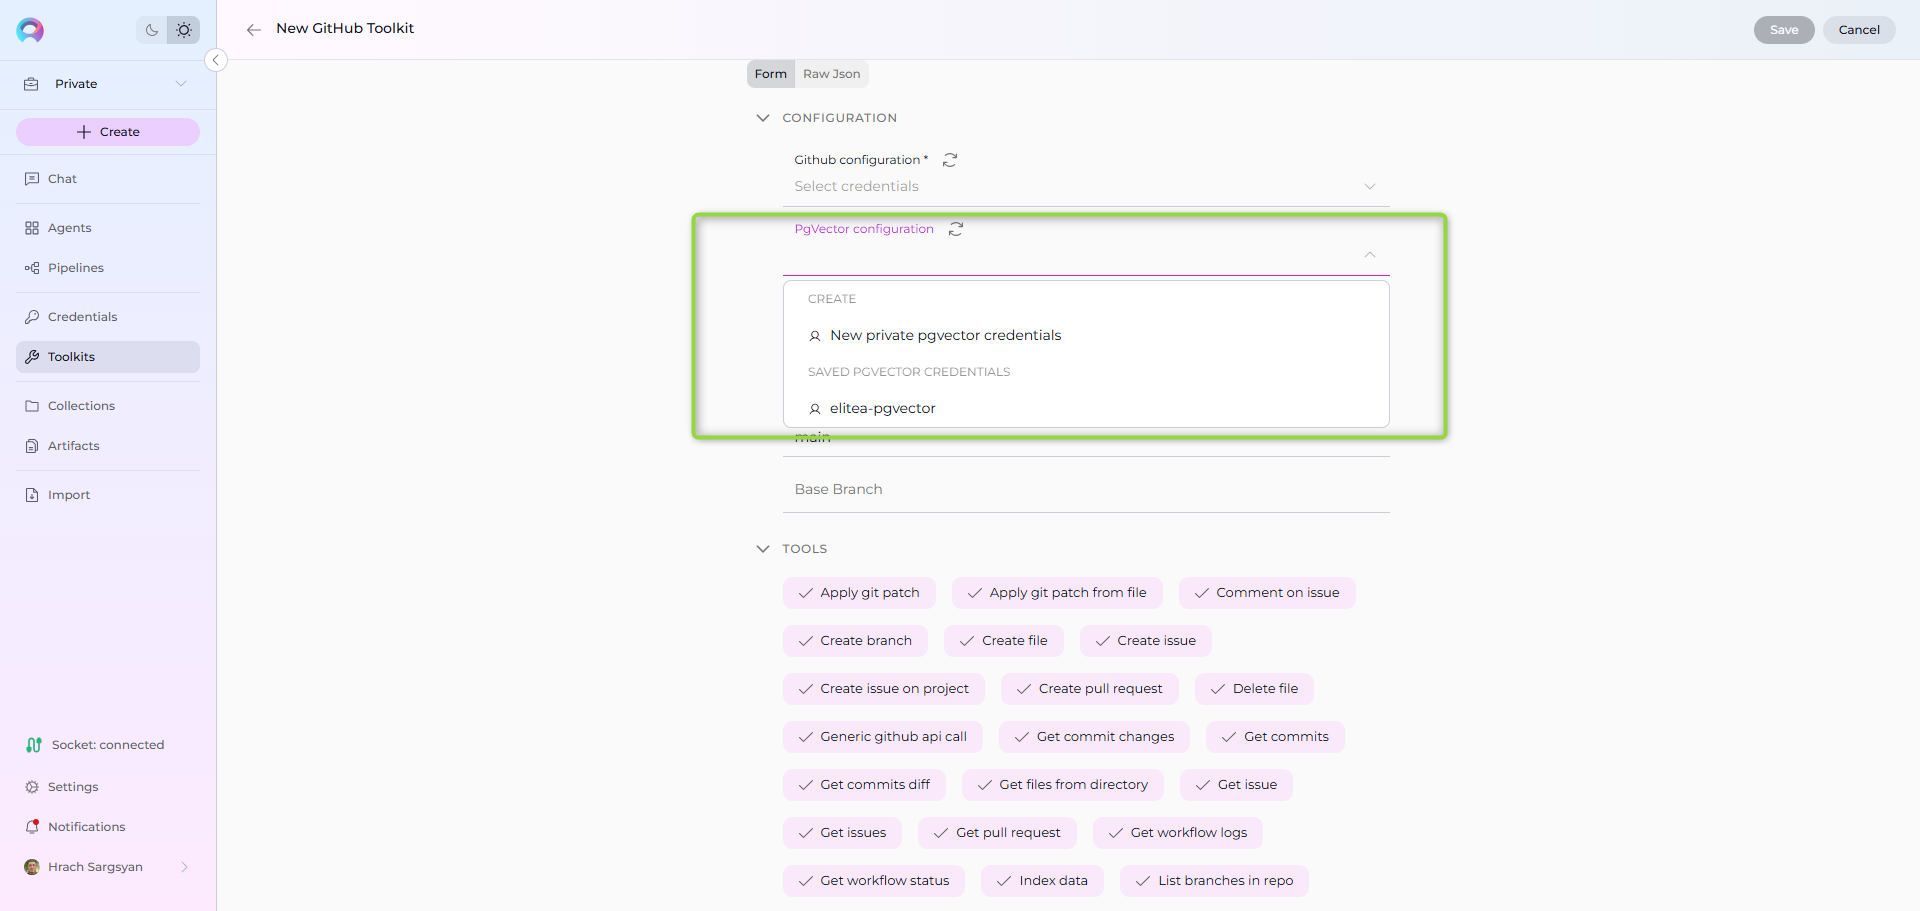 New GitHub Toolkit
Save
Cancel
Private
Create
Chat
Agents
Pipelines
Credentials
Toolkits
Collections
Artifacts
Import
Socket: connected
Settings
Notifications
Hrach Sargsyan
Form Raw Json
CONFIGURATION
Github configuration *
Select credentials
PgVector configuration
CREATE
New private pgvector credentials
SAVED PGVECTOR CREDENTIALS
elitea-pgvector
main
Base Branch
TOOLS
Apply git patch Apply git patch from file Comment on issue
Create branch Create file Create issue
Create issue on project Create pull request Delete file
Generic github api call Get commit changes Get commits
Get commits diff Get files from directory Get issue
Get issues Get pull request Get workflow logs
Get workflow status Index data List branches in repo